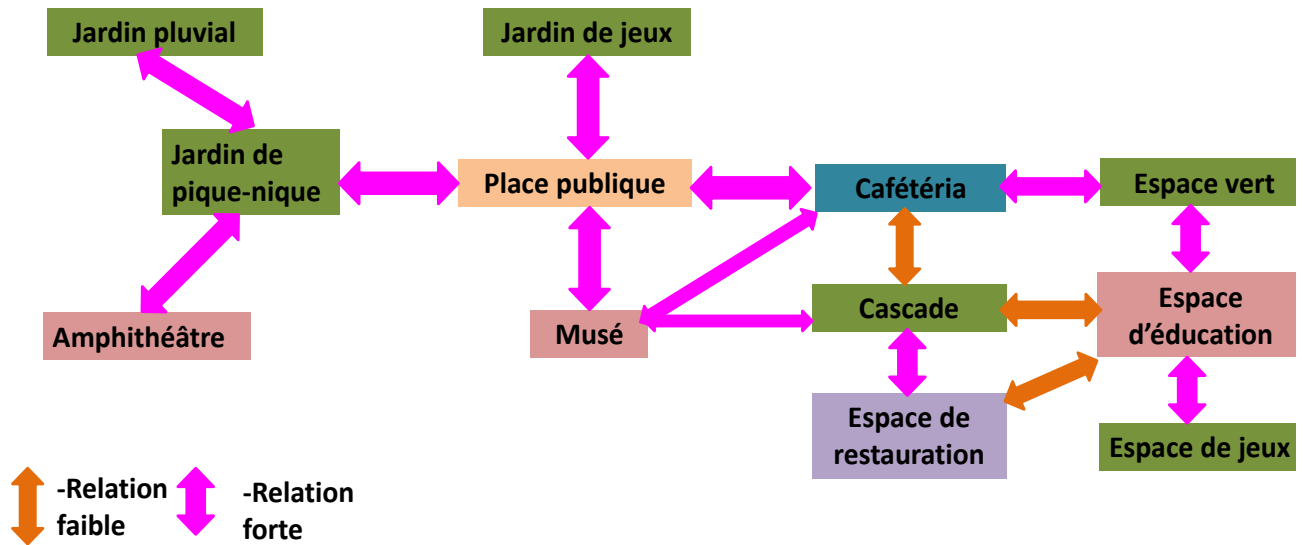 Jardin pluvial
Jardin de jeux
Jardin de
pique-nique
Place publique
Cafétéria
Espace vert
Amphithéâtre
Musé
Cascade
Espace
d’éducation
Espace de
restauration
Espace de jeux
-Relation
faible
-Relation
forte